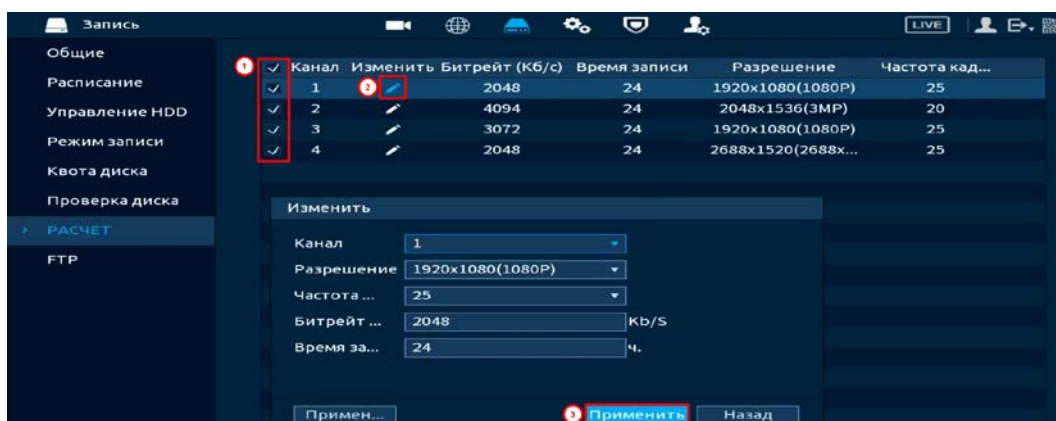 Запись LIVE
Общие
Расписание
Управление HDD
Режим записи
Квота диска
Проверка диска
РАСЧЕТ
FTP
1 Канал Изменить Битрейт (Кб/с) Время записи Разрешение Частота кад...
1 2 2048 24 1920x1080(1080P) 25
2 4094 24 2048x1536(3MP) 20
3 3072 24 1920x1080(1080P) 25
4 2048 24 2688x1520(2688x... 25
Изменить
Канал 1
Разрешение 1920x1080(1080P)
Частота ... 25
Битрейт ... 2048 Kb/S
Время за... 24 ч.
Примен... 3 Применить Назад